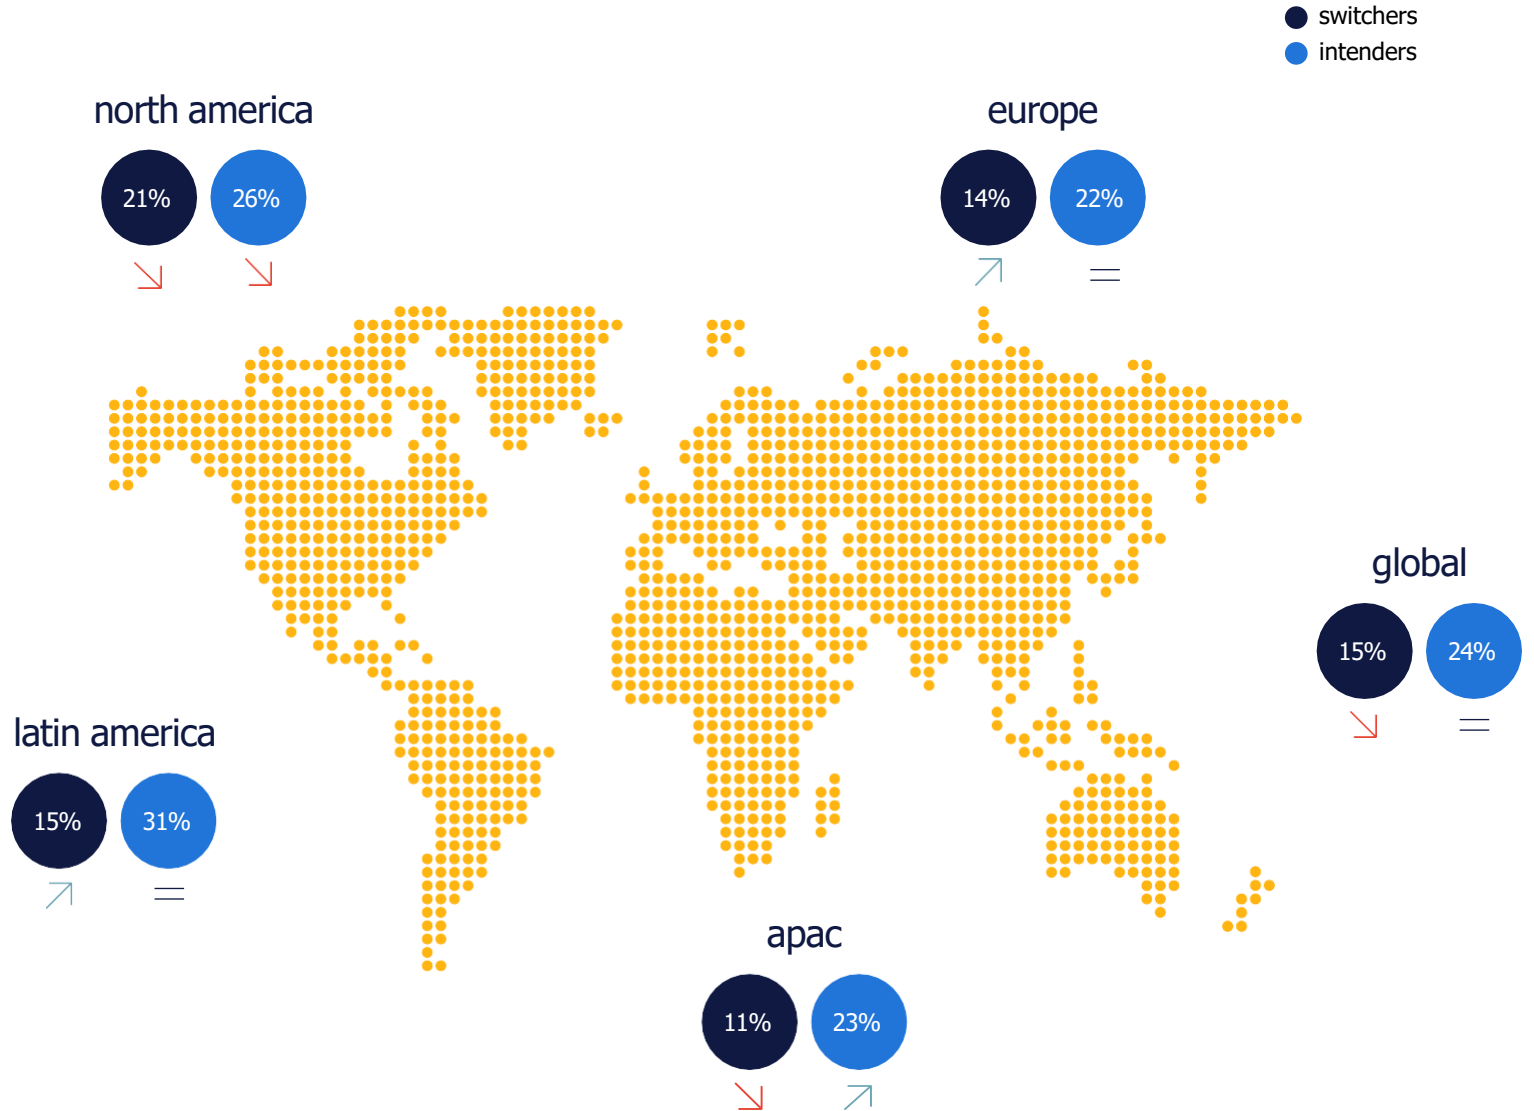 switchers
intenders
north america
21% 26%
europe
14% 22%
global
15% 24%
latin america
15% 31%
apac
11% 23%